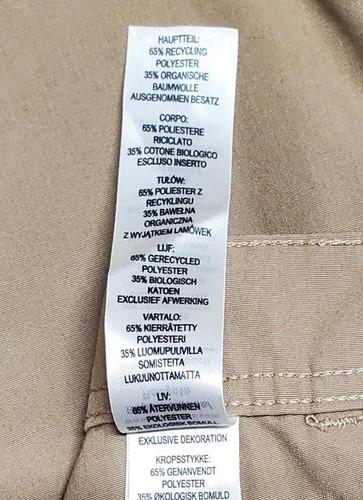 HAUPTTEIL:
65% RECYCLING
POLYESTER
35% ORGANISCHE
BAUMWOLLE
AUSGENOMMEN BESATZ
CORPO:
65% POLIESTERE
RICICLATO
35% COTONE BIOLOGICO
ESCLUSO INSERTO
TUŁÓW:
65% POLIESTER Z
RECYKLINGU
35% BAWEŁNA
ORGANICZNA
Z WYJĄTKIEM LAMÓWEK
LIJF:
65% GERECYCLED
POLYESTER
35% BIOLOGISCH
KATOEN
EXCLUSIEF AFWERKING
VARTALO:
65% KIERRÄTETTY
POLYESTERI
35% LUOMUPUUVILLA
SOMISTEITA
LUKUUNOTTAMATTA
LIV:
65% ÅTERVUNNEN
POLYESTER
35% EKOLOGISK BOMULL
EXKLUSIVE DEKORATION
KROPSSTYKKE:
65% GENANVENDT
POLYESTER
35% ØKOLOGISK BOMULD